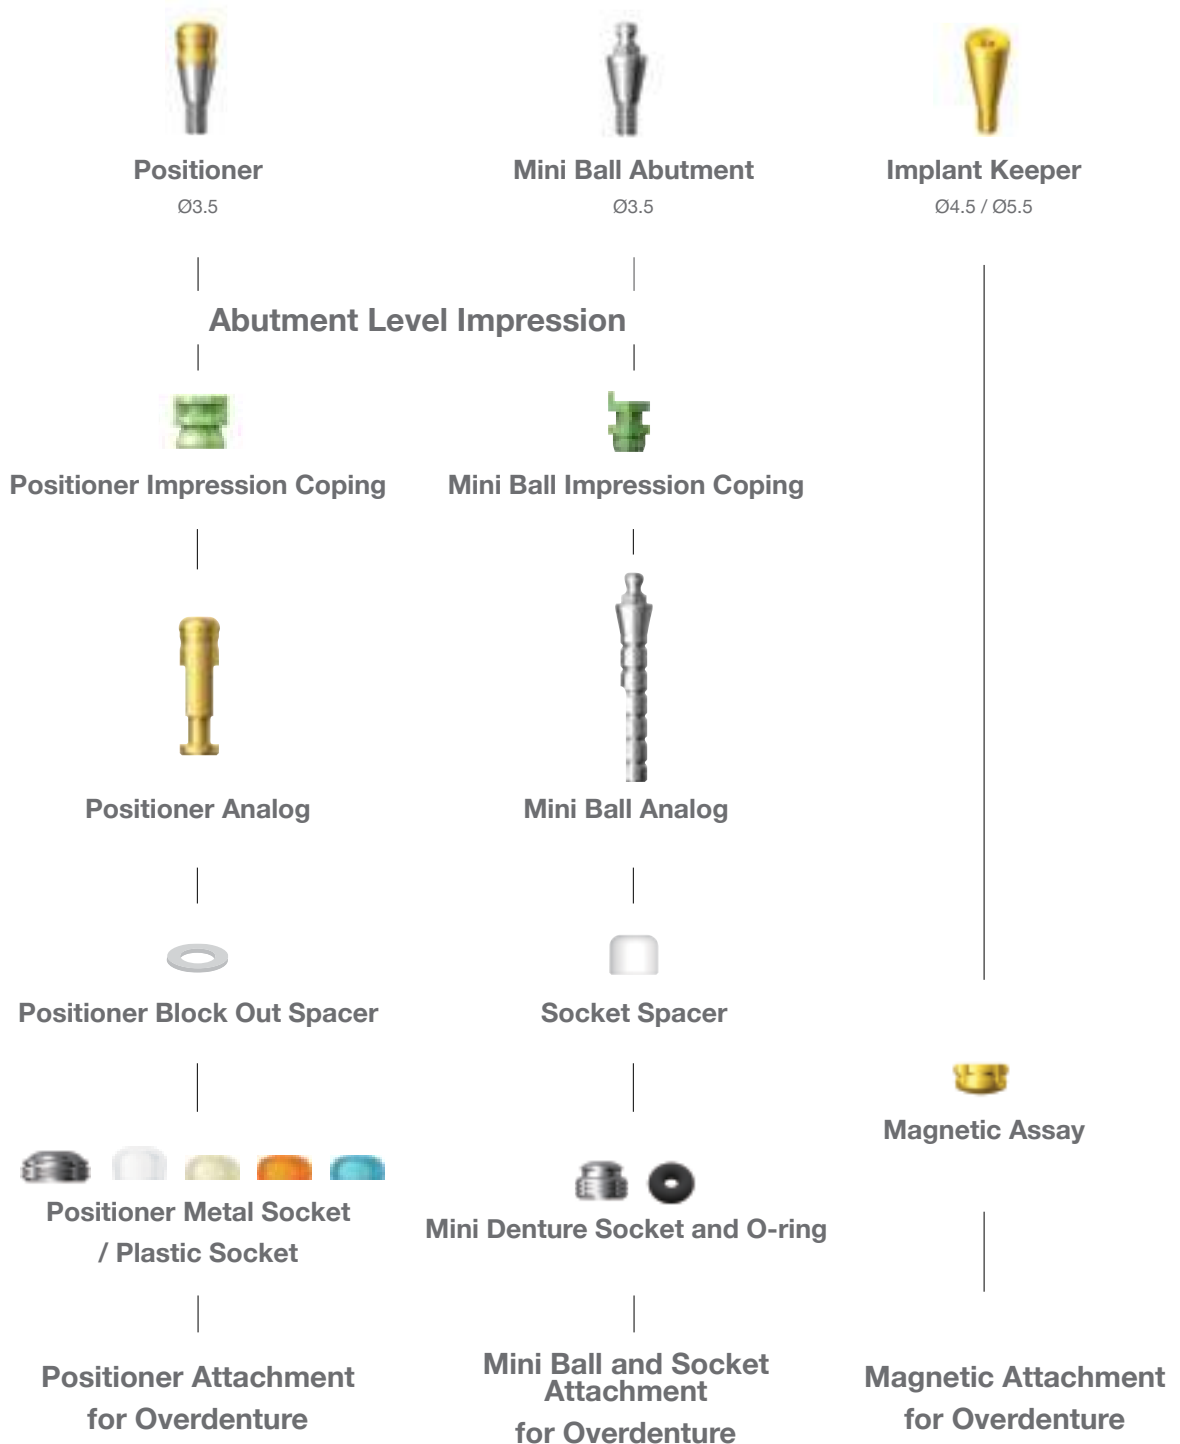 Positioner
Ø3.5
Mini Ball Abutment
Ø3.5
Implant Keeper
Ø4.5 / Ø5.5
Abutment Level Impression
Positioner Impression Coping
Mini Ball Impression Coping
Positioner Analog
Mini Ball Analog
Positioner Block Out Spacer
Socket Spacer
Magnetic Assay
Positioner Metal Socket
/ Plastic Socket
Mini Denture Socket and O-ring
Positioner Attachment
for Overdenture
Mini Ball and Socket
Attachment
for Overdenture
Magnetic Attachment
for Overdenture